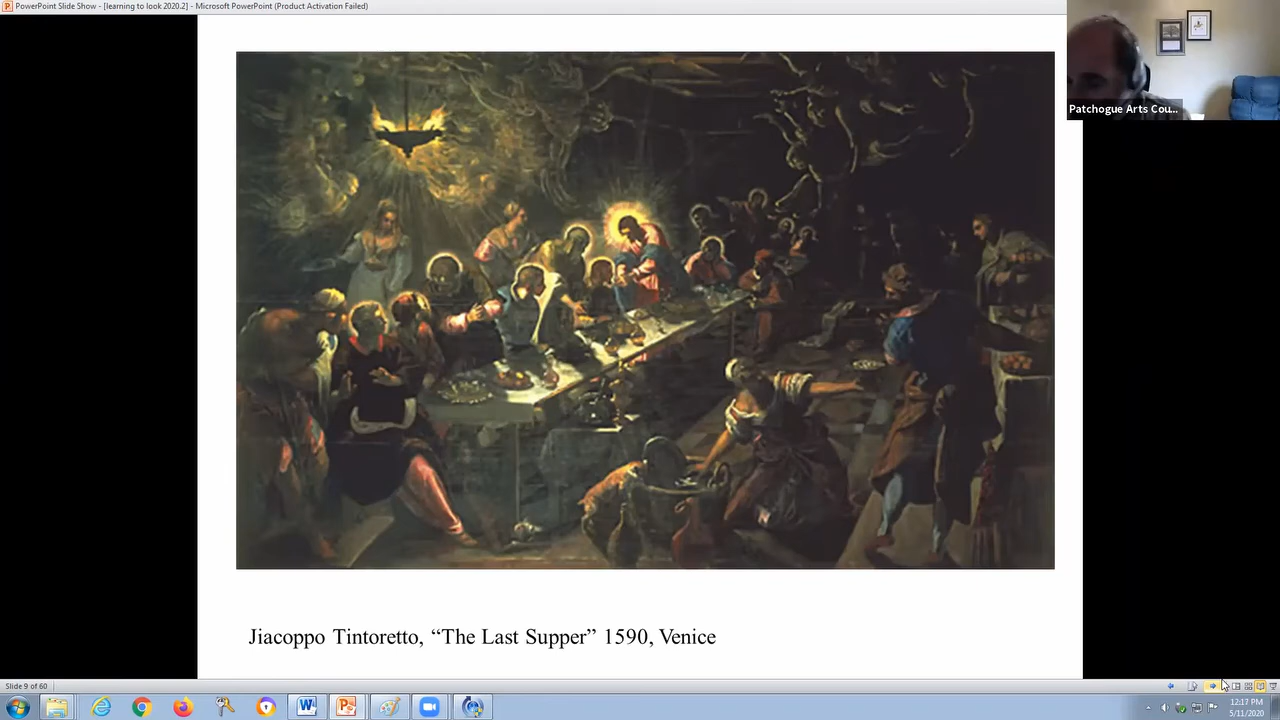 PowerPoint Slide Show - [learning to look 2020.2] - Microsoft PowerPoint (Product Activation Failed)
Patchogue Arts Cou...
Jiacoppo Tintoretto, “The Last Supper” 1590, Venice
Slide 9 of 60
12:17 PM
5/11/2020